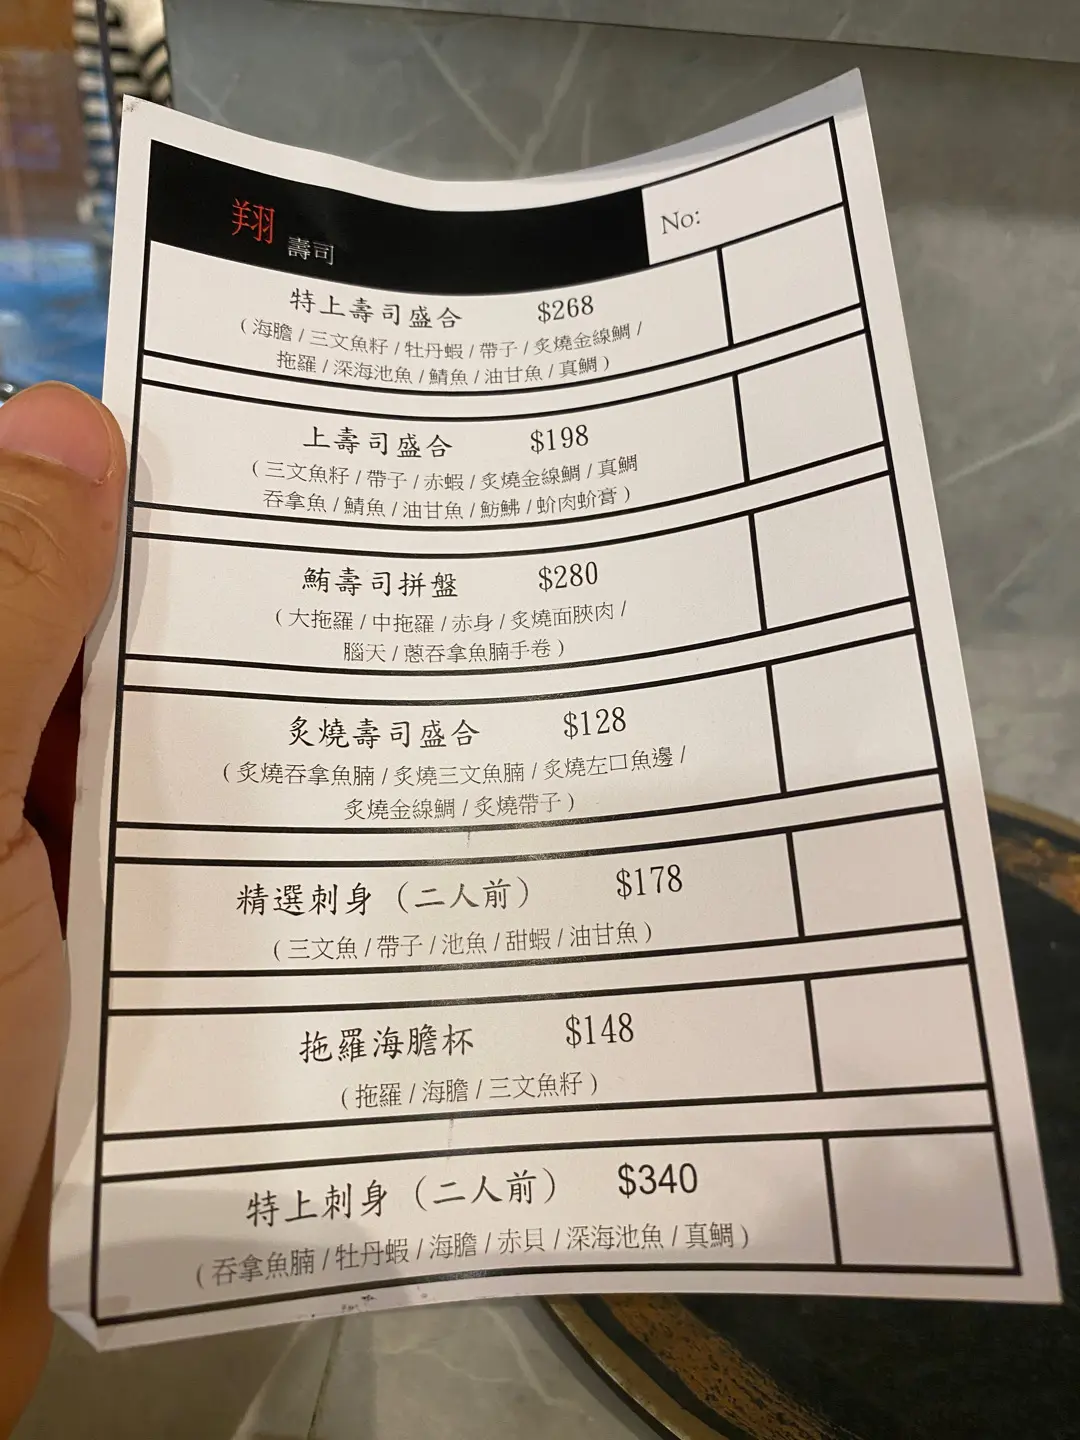 翔 壽司
No:
特上壽司盛合 $268
(海膽/三文魚籽/牡丹蝦/帶子/炙燒金線鯛/
拖羅/深海池魚/鯖魚/油甘魚/真鯛)
上壽司盛合 $198
(三文魚籽/帶子/赤蝦/炙燒金線鯛/真鯛
吞拿魚/鯖魚/油甘魚/魴鮄/蚧肉蚧膏)
鮪壽司拼盤 $280
(大拖羅/中拖羅/赤身/炙燒面脥肉/
腦天/蔥吞拿魚腩手卷)
炙燒壽司盛合 $128
(炙燒吞拿魚腩/炙燒三文魚腩/炙燒左口魚邊/
炙燒金線鯛/炙燒帶子)
精選刺身(二人前) $178
(三文魚/帶子/池魚/甜蝦/油甘魚)
拖羅海膽杯 $148
(拖羅/海膽/三文魚籽)
特上刺身(二人前) $340
(吞拿魚腩/牡丹蝦/海膽/赤貝/深海池魚/真鯛)